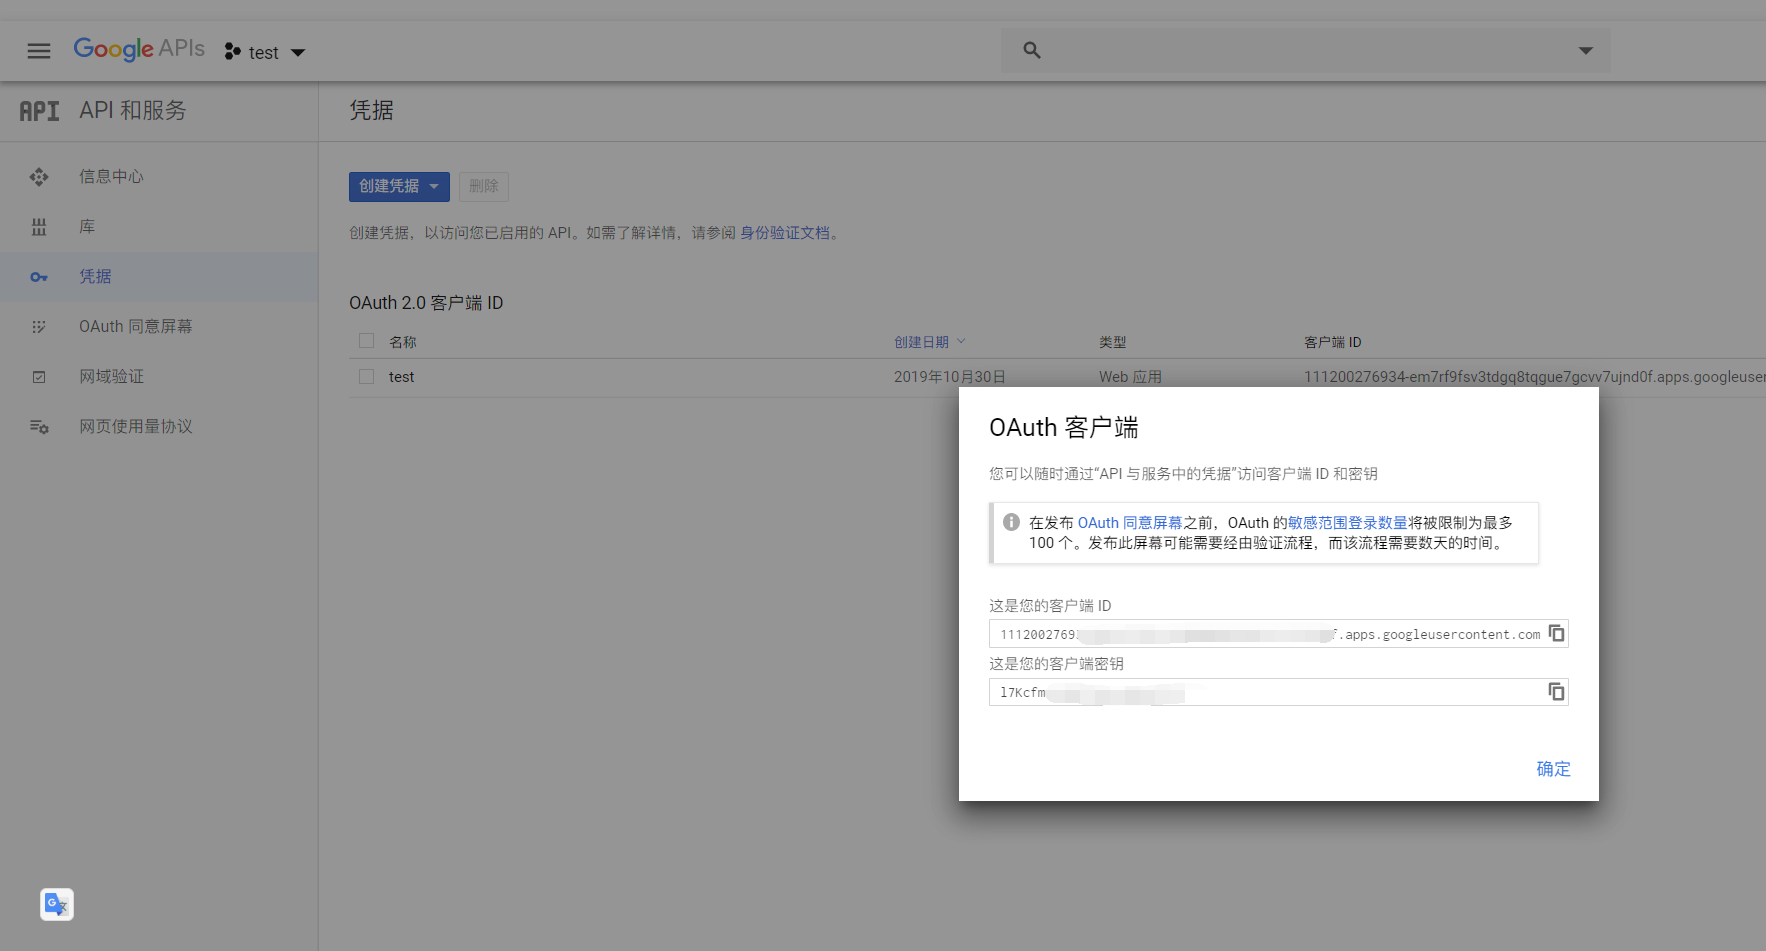 Google APIs
test
API
API 和服务
凭据
信息中心
库
凭据
OAuth 同意屏幕
网域验证
网页使用量协议
创建凭据
删除
创建凭据，以访问您已启用的 API。如需了解详情，请参阅 身份验证文档。
OAuth 2.0 客户端 ID
名称 创建日期 类型 客户端 ID
test 2019年10月30日 Web 应用 111200276934-em7rf9fsv3tdgq8tqgue7gcvv7ujnd0f.apps.googleuser
OAuth 客户端
您可以随时通过“API 与服务中的凭据”访问客户端 ID 和密钥
在发布 OAuth 同意屏幕之前，OAuth 的敏感范围登录数量将被限制为最多
100 个。发布此屏幕可能需要经由验证流程，而该流程需要数天的时间。
这是您的客户端 ID
1112002769 f.apps.googleusercontent.com
这是您的客户端密钥
l7Kcfm
确定